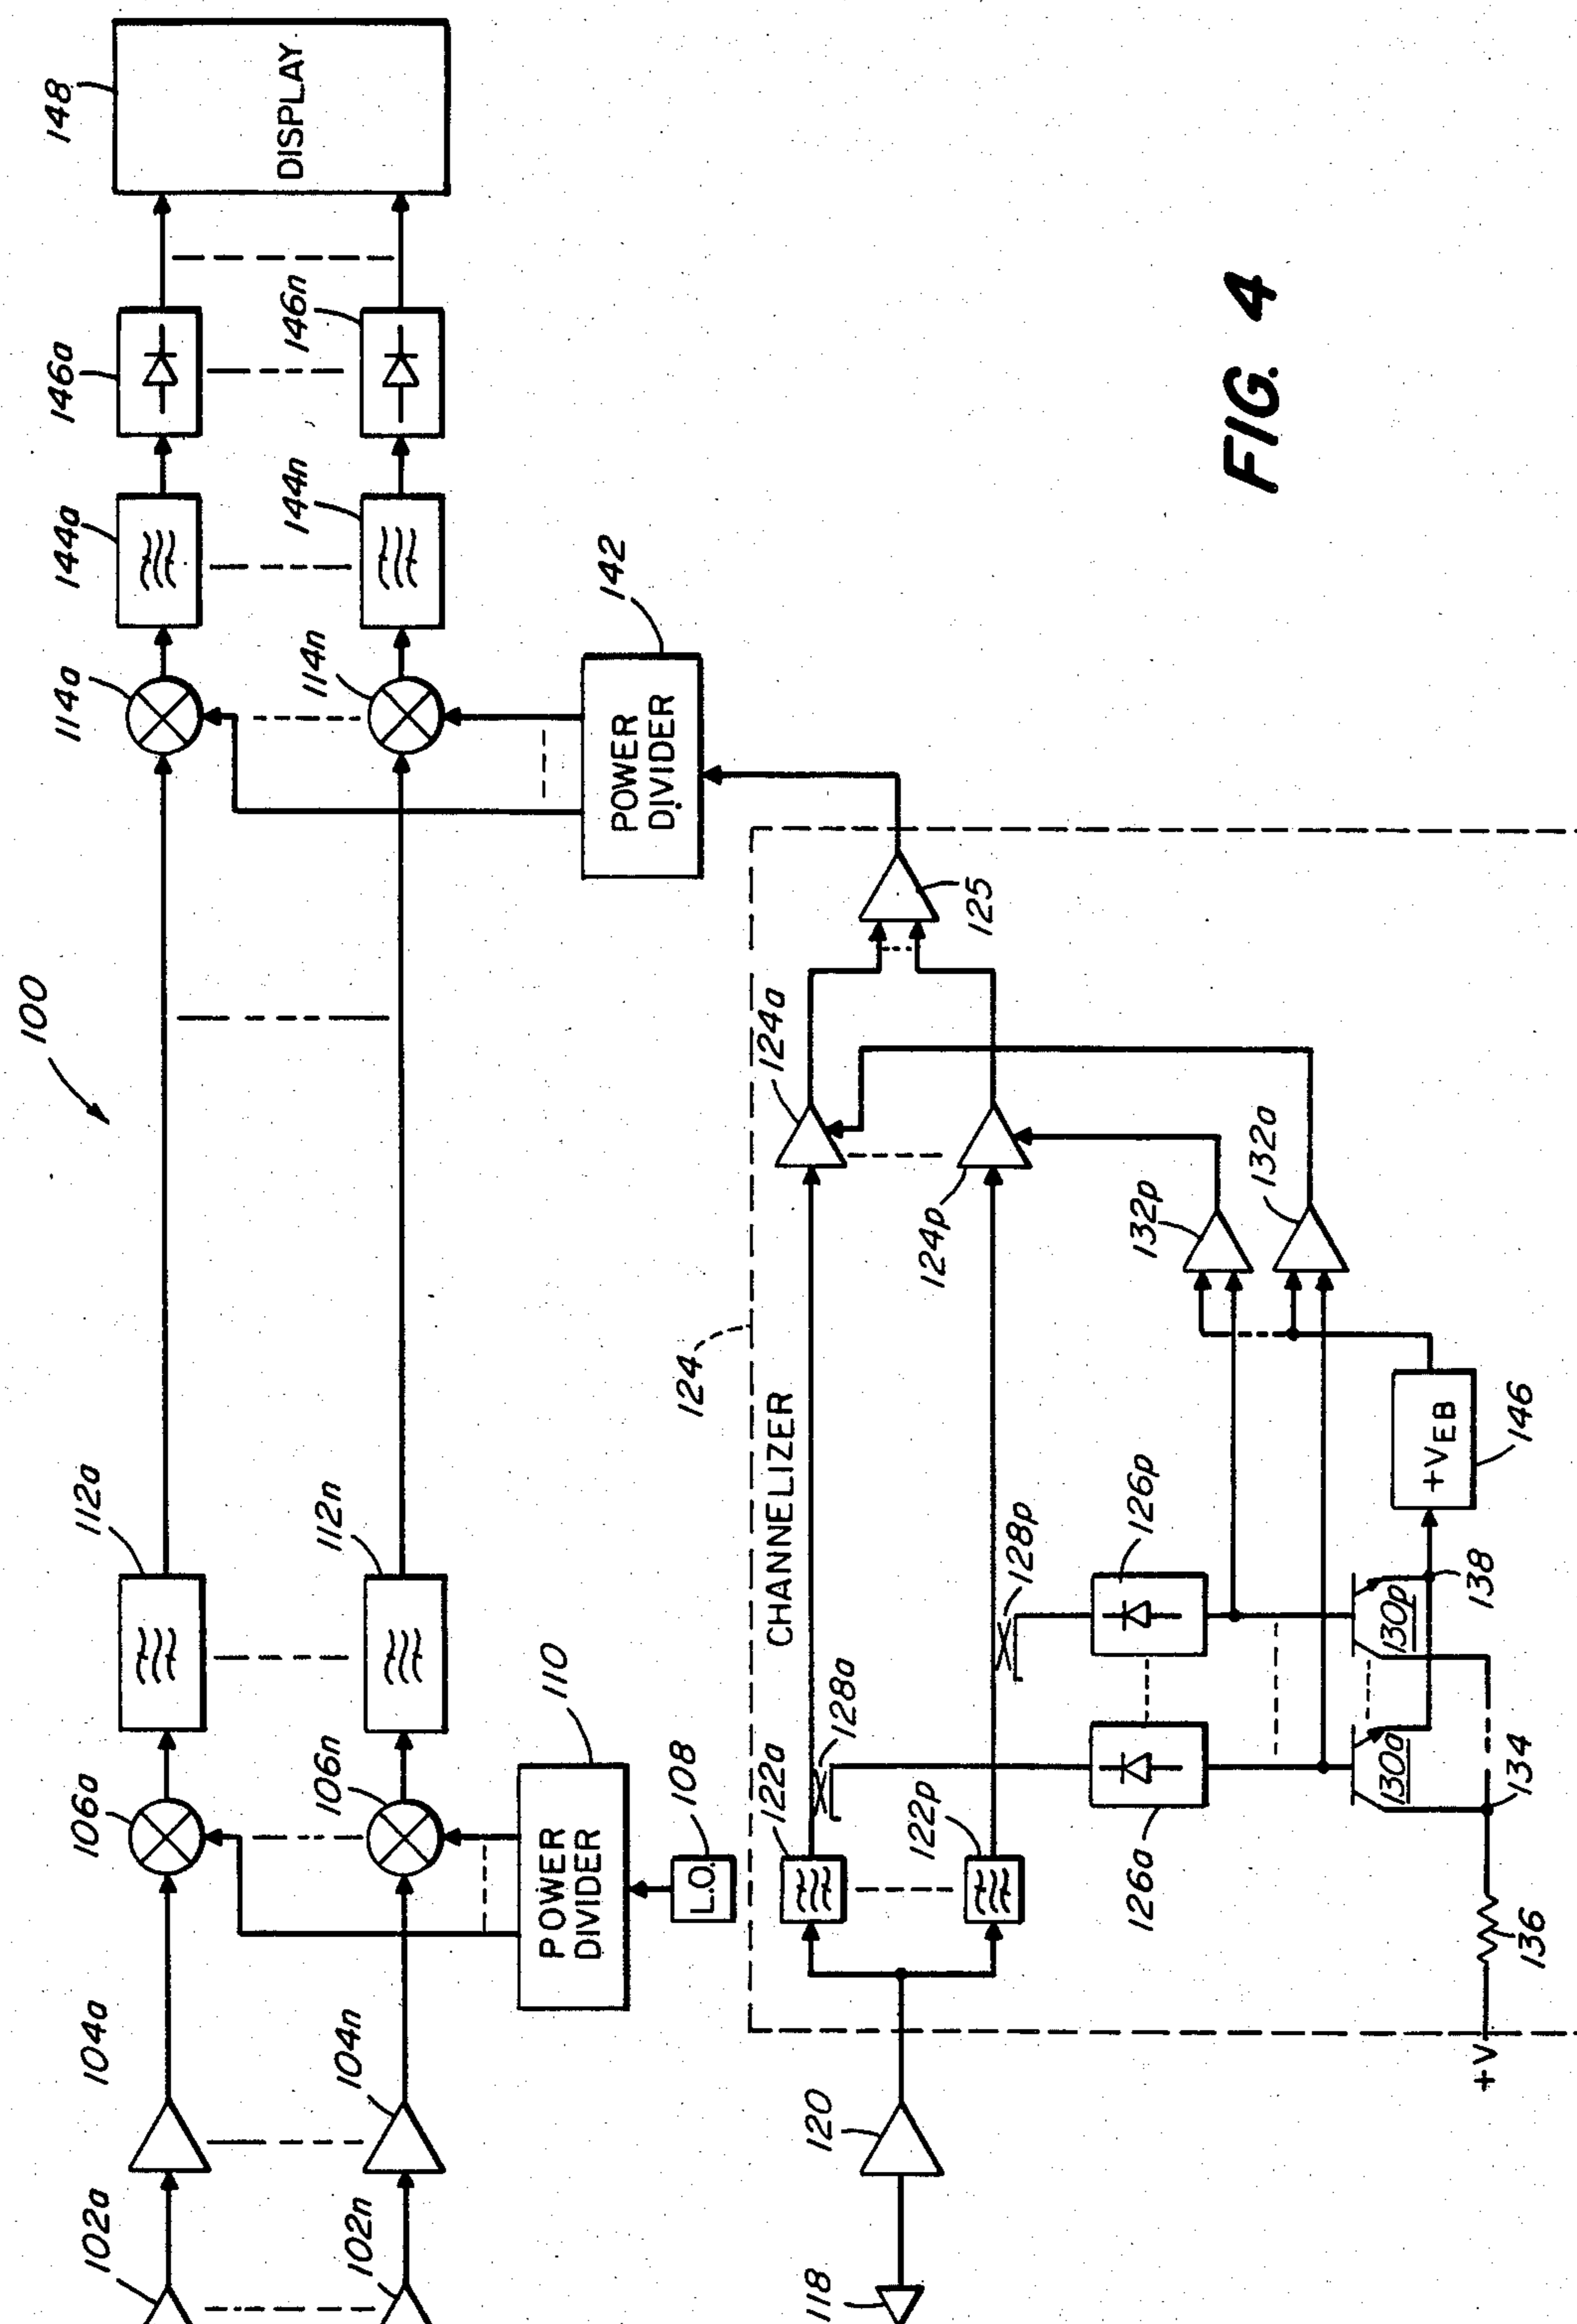 100
102a
104a
106a
112a
114a
144a
146a
148
DISPLAY
102n
104n
106n
112n
114n
144n
146n
POWER
DIVIDER
110
L.O.
108
POWER
DIVIDER
142
124
CHANNELIZER
118
120
122a
128a
124a
125
122p
128p
124p
126a
126p
132p
132a
130a
130p
+VEB
146
138
134
136
+V
FIG. 4